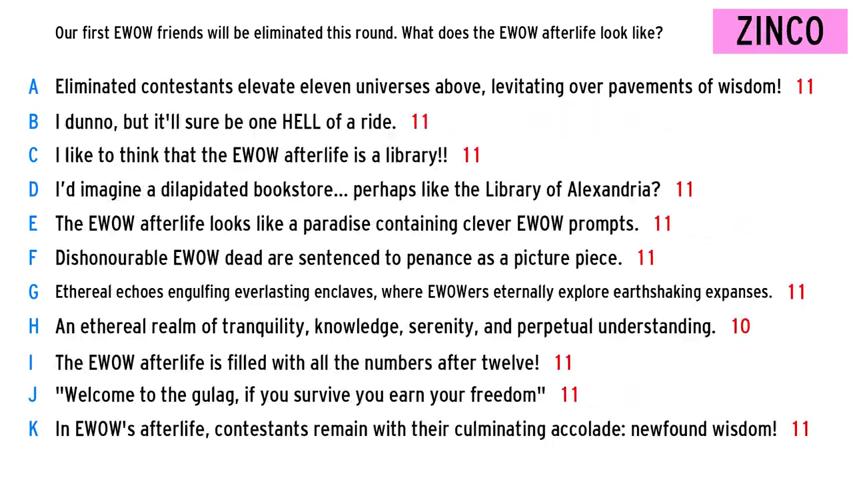 Our first EWOW friends will be eliminated this round. What does the EWOW afterlife look like?
ZINCO
A Eliminated contestants elevate eleven universes above, levitating over pavements of wisdom! 11
B I dunno, but it'll sure be one HELL of a ride. 11
C I like to think that the EWOW afterlife is a library!! 11
D I'd imagine a dilapidated bookstore... perhaps like the Library of Alexandria? 11
E The EWOW afterlife looks like a paradise containing clever EWOW prompts. 11
F Dishonourable EWOW dead are sentenced to penance as a picture piece. 11
G Ethereal echoes engulfing everlasting enclaves, where EWOWers eternally explore earthshaking expanses. 11
H An ethereal realm of tranquility, knowledge, serenity, and perpetual understanding. 10
I The EWOW afterlife is filled with all the numbers after twelve! 11
J "Welcome to the gulag, if you survive you earn your freedom" 11
K In EWOW's afterlife, contestants remain with their culminating accolade: newfound wisdom! 11